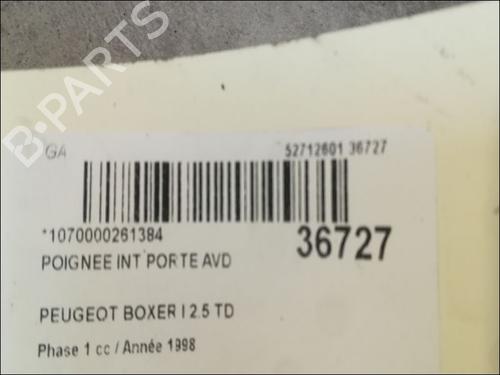 B-PARTS
GA 52712601 36727
*1070000261384 36727
POIGNEE INT PORTE AVD
PEUGEOT BOXER I 2.5 TD
Phase 1 cc / Année 1998